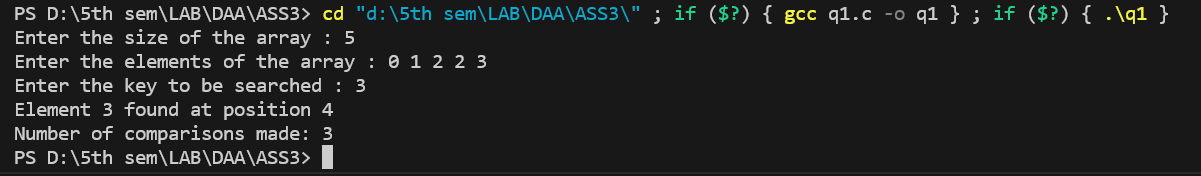 PS D:\5th sem\LAB\DAA\ASS3> cd "d:\5th sem\LAB\DAA\ASS3\" ; if ($?) { gcc q1.c -o q1 } ; if ($?) { .\q1 }
Enter the size of the array : 5
Enter the elements of the array : 0 1 2 2 3
Enter the key to be searched : 3
Element 3 found at position 4
Number of comparisons made: 3
PS D:\5th sem\LAB\DAA\ASS3>